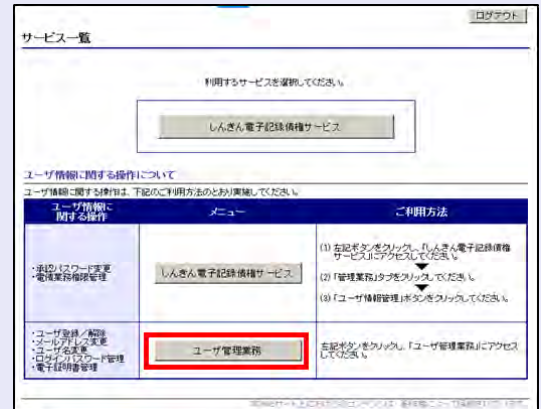 ログアウト
サービス一覧
利用するサービスを選択してください。
しんきん電子記録債権サービス
ユーザ情報に関する操作について
ユーザ情報に関する操作は、下記のご利用方法のとおり実施してください。
ユーザ情報に
関する操作
メニュー
ご利用方法
・承認パスワード変更
・電債業務権限管理
しんきん電子記録債権サービス
(1) 左記ボタンをクリックし、「しんきん電子記録債権
サービス」にアクセスしてください。
(2) 「管理業務」タブをクリックしてください。
(3) 「ユーザ情報管理」ボタンをクリックしてください。
・ユーザ登録／解除
・メールアドレス変更
・ユーザ名変更
・ログインパスワード管理
・電子証明書管理
ユーザ管理業務
左記ボタンをクリックし、「ユーザ管理業務」にアクセス
してください。